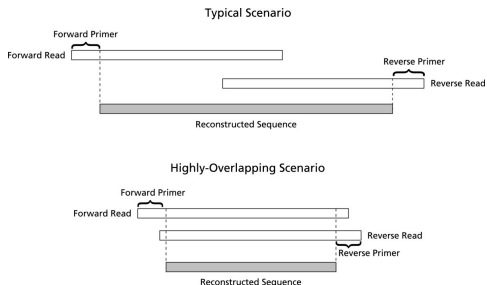 Typical Scenario
Forward Primer
Forward Read
Reverse Primer
Reverse Read
Reconstructed Sequence
Highly-Overlapping Scenario
Forward Primer
Forward Read
Reverse Read
Reverse Primer
Reconstructed Sequence